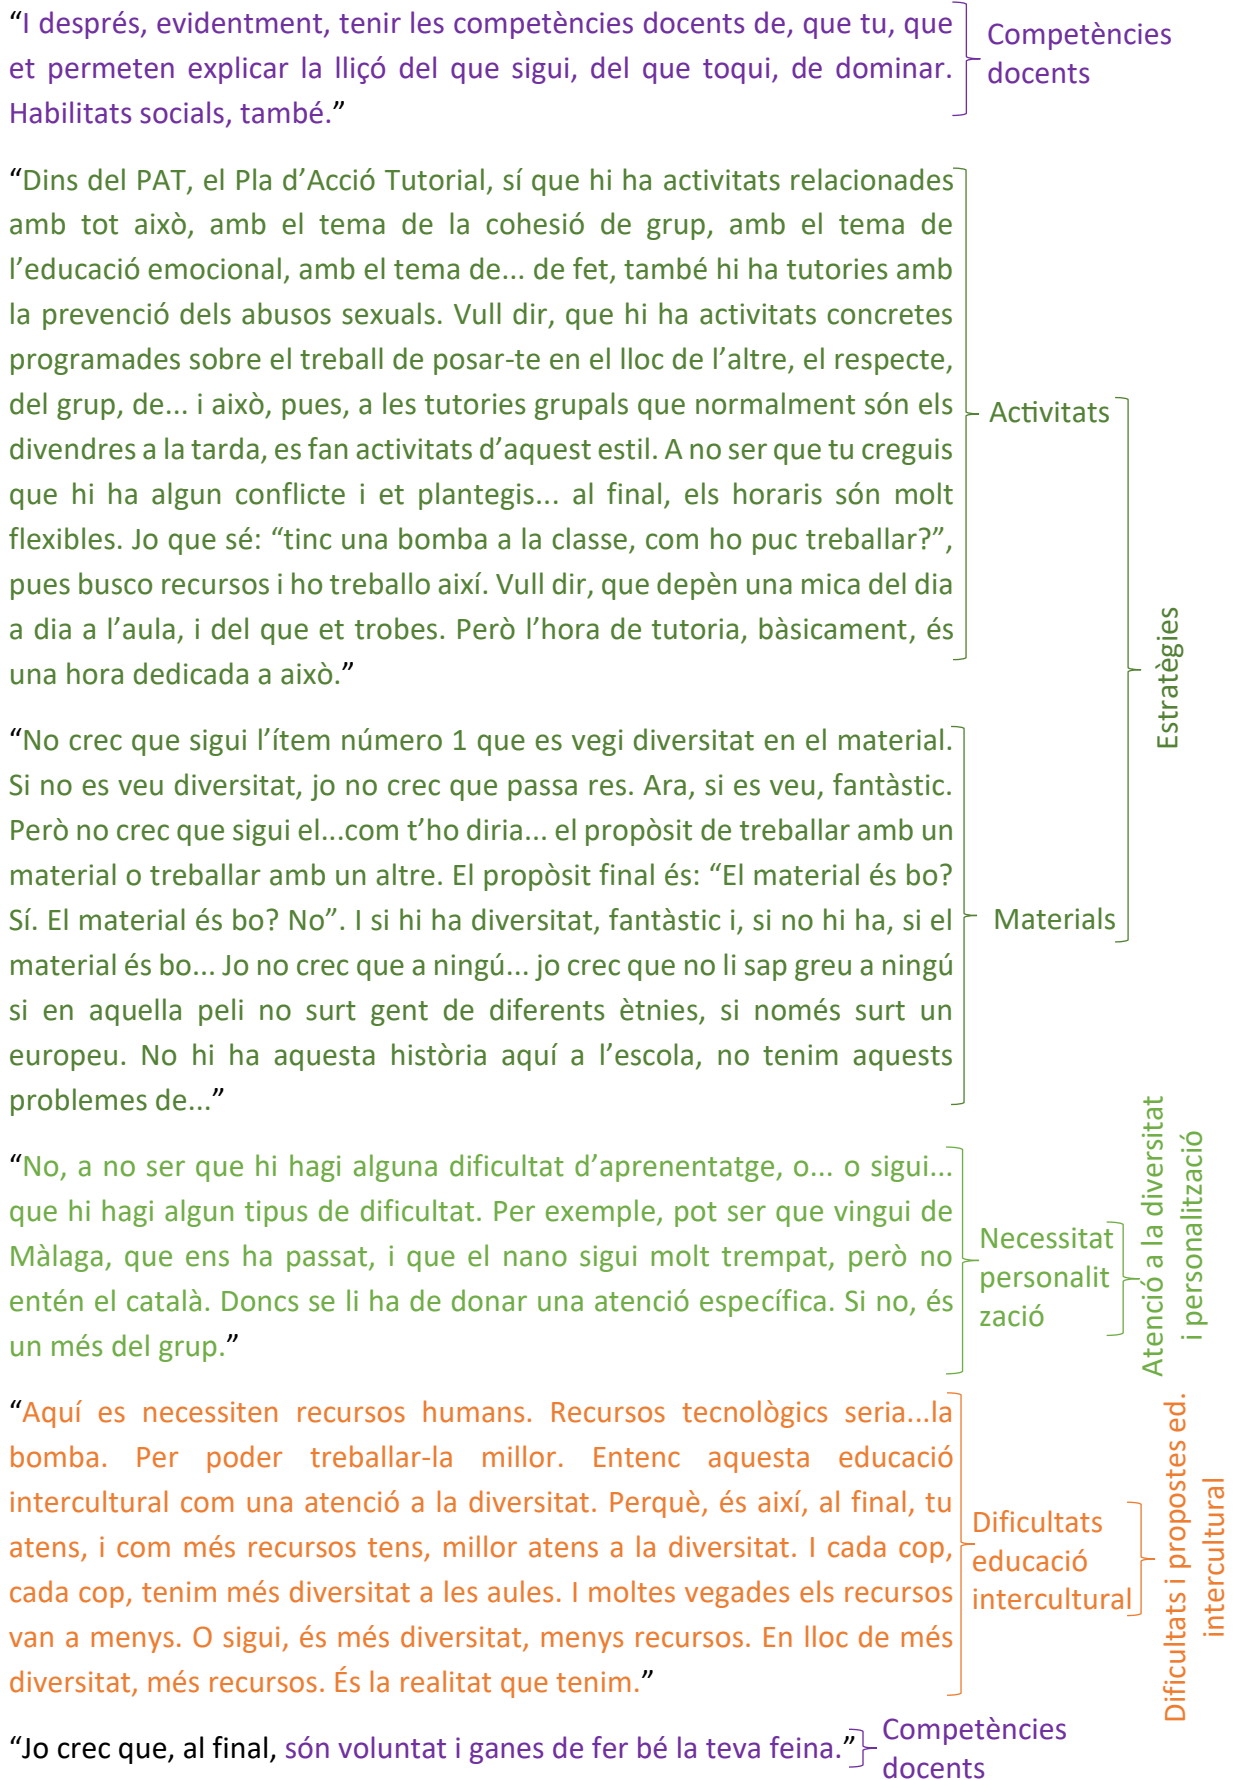 “I després, evidentment, tenir les competències docents de, que tu, que
et permeten explicar la lliçó del que sigui, del que toqui, de dominar.
Habilitats socials, també.”
Competències
docents
“Dins del PAT, el Pla d’Acció Tutorial, sí que hi ha activitats relacionades
amb tot això, amb el tema de la cohesió de grup, amb el tema de
l’educació emocional, amb el tema de... de fet, també hi ha tutories amb
la prevenció dels abusos sexuals. Vull dir, que hi ha activitats concretes
programades sobre el treball de posar-te en el lloc de l’altre, el respecte,
del grup, de... i això, pues, a les tutories grupals que normalment són els
divendres a la tarda, es fan activitats d’aquest estil. A no ser que tu creguis
que hi ha algun conflicte i et plantegis... al final, els horaris són molt
flexibles. Jo que sé: “tinc una bomba a la classe, com ho puc treballar?”,
pues busco recursos i ho treballo així. Vull dir, que depèn una mica del dia
a dia a l’aula, i del que et trobes. Però l’hora de tutoria, bàsicament, és
una hora dedicada a això.”
Activitats
“No crec que sigui l’ítem número 1 que es vegi diversitat en el material.
Si no es veu diversitat, jo no crec que passa res. Ara, si es veu, fantàstic.
Però no crec que sigui el...com t’ho diria... el propòsit de treballar amb un
material o treballar amb un altre. El propòsit final és: “El material és bo?
Sí. El material és bo? No”. I si hi ha diversitat, fantàstic i, si no hi ha, si el
material és bo... Jo no crec que a ningú... jo crec que no li sap greu a ningú
si en aquella peli no surt gent de diferents ètnies, si només surt un
europeu. No hi ha aquesta història aquí a l’escola, no tenim aquests
problemes de...”
Materials
Estratègies
“No, a no ser que hi hagi alguna dificultat d’aprenentatge, o... o sigui...
que hi hagi algun tipus de dificultat. Per exemple, pot ser que vingui de
Màlaga, que ens ha passat, i que el nano sigui molt trempat, però no
entén el català. Doncs se li ha de donar una atenció específica. Si no, és
un més del grup.”
Necessitat
personalit
zació
Atenció a la diversitat
i personalització
“Aquí es necessiten recursos humans. Recursos tecnològics seria...la
bomba. Per poder treballar-la millor. Entenc aquesta educació
intercultural com una atenció a la diversitat. Perquè, és així, al final, tu
atens, i com més recursos tens, millor atens a la diversitat. I cada cop,
cada cop, tenim més diversitat a les aules. I moltes vegades els recursos
van a menys. O sigui, és més diversitat, menys recursos. En lloc de més
diversitat, més recursos. És la realitat que tenim.”
Dificultats
educació
intercultural
Dificultats i propostes ed.
intercultural
“Jo crec que, al final, són voluntat i ganes de fer bé la teva feina.”
Competències
docents